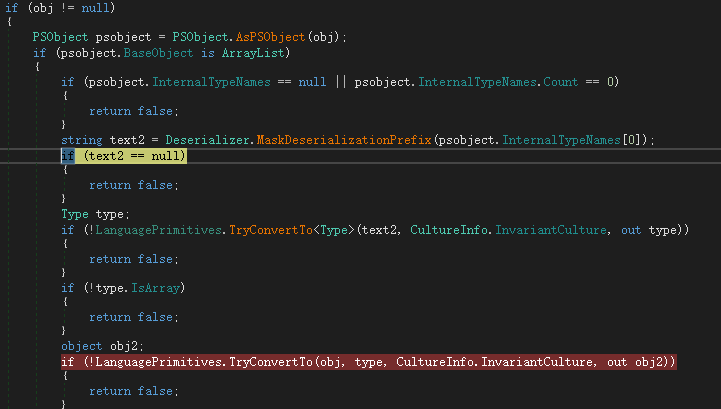 if (obj != null)
{
PSObject psobject = PSObject.AsPSObject(obj);
if (psobject.BaseObject is ArrayList)
{
if (psobject.InternalTypeNames == null || psobject.InternalTypeNames.Count == 0)
{
return false;
}
string text2 = Deserializer.MaskDeserializationPrefix(psobject.InternalTypeNames[0]);
if (text2 == null)
{
return false;
}
Type type;
if (!LanguagePrimitives.TryConvertTo<Type>(text2, CultureInfo.InvariantCulture, out type))
{
return false;
}
if (!type.IsArray)
{
return false;
}
object obj2;
if (!LanguagePrimitives.TryConvertTo(obj, type, CultureInfo.InvariantCulture, out obj2))
{
return false;
}